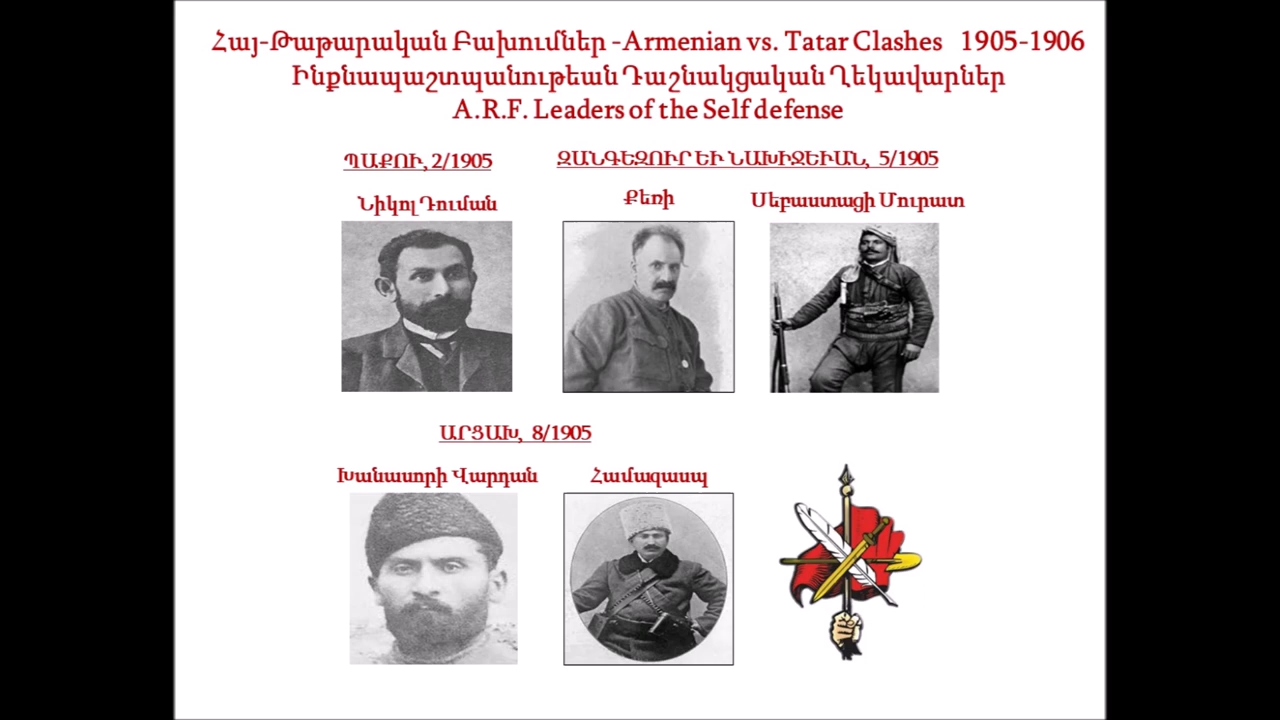 Հայ-Թաթարական Բախումներ -Armenian vs. Tatar Clashes 1905-1906
Ինքնապաշտպանութեան Դաշնակցական Ղեկավարներ
A.R.F. Leaders of the Self defense
ՊԱՔՈՒ, 2/1905
ԶԱՆԳԵԶՈՒՐ ԵՒ ՆԱԽԻՋԵՒԱՆ, 5/1905
Նիկոլ Դուման
Քեռի
Սեբաստացի Մուրատ
ԱՐՑԱԽ, 8/1905
Խանասորի Վարդան
Համազասպ